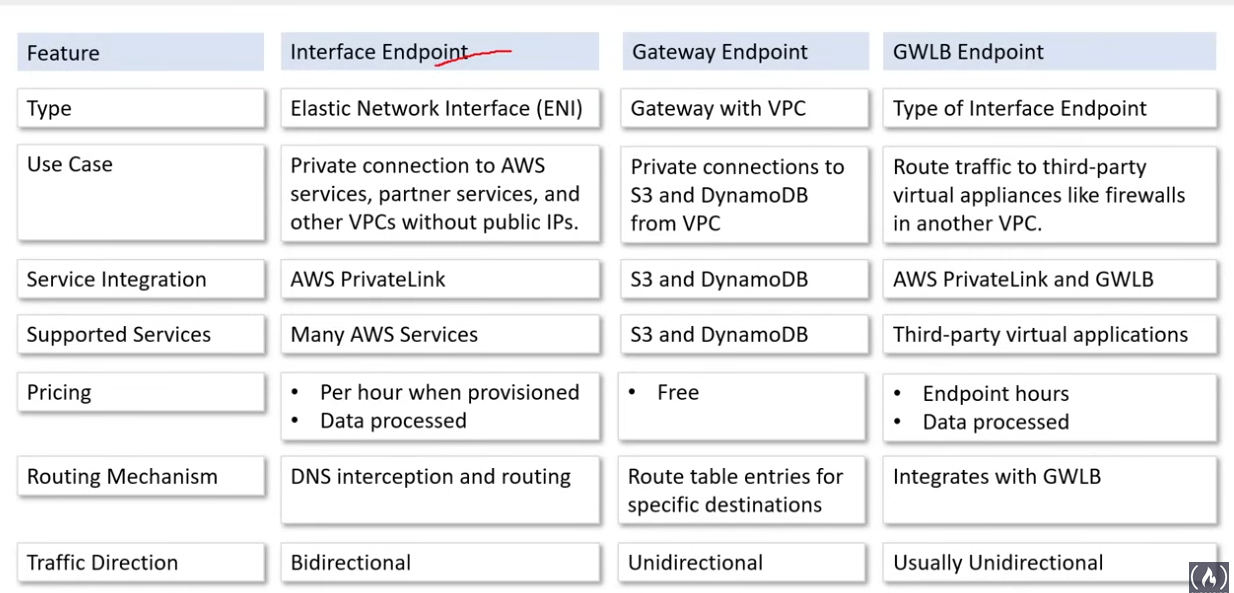 Feature
Interface Endpoint
Gateway Endpoint
GWLB Endpoint
Type
Elastic Network Interface (ENI)
Gateway with VPC
Type of Interface Endpoint
Use Case
Private connection to AWS
services, partner services, and
other VPCs without public IPs.
Private connections to
S3 and DynamoDB
from VPC
Route traffic to third-party
virtual appliances like firewalls
in another VPC.
Service Integration
AWS PrivateLink
S3 and DynamoDB
AWS PrivateLink and GWLB
Supported Services
Many AWS Services
S3 and DynamoDB
Third-party virtual applications
Pricing
• Per hour when provisioned
• Data processed
• Free
• Endpoint hours
• Data processed
Routing Mechanism
DNS interception and routing
Route table entries for
specific destinations
Integrates with GWLB
Traffic Direction
Bidirectional
Unidirectional
Usually Unidirectional